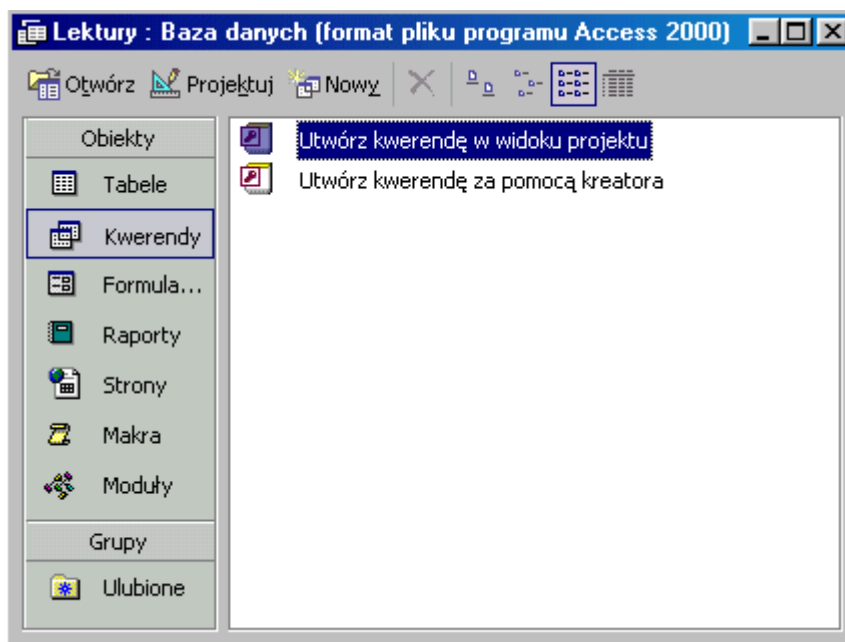 Lektury : Baza danych (format pliku programu Access 2000)
Otwórz Projektuj Nowy
Obiekty
Tabele
Kwerendy
Formula...
Raporty
Strony
Makra
Moduły
Grupy
Ulubione
Utwórz kwerendę w widoku projektu
Utwórz kwerendę za pomocą kreatora